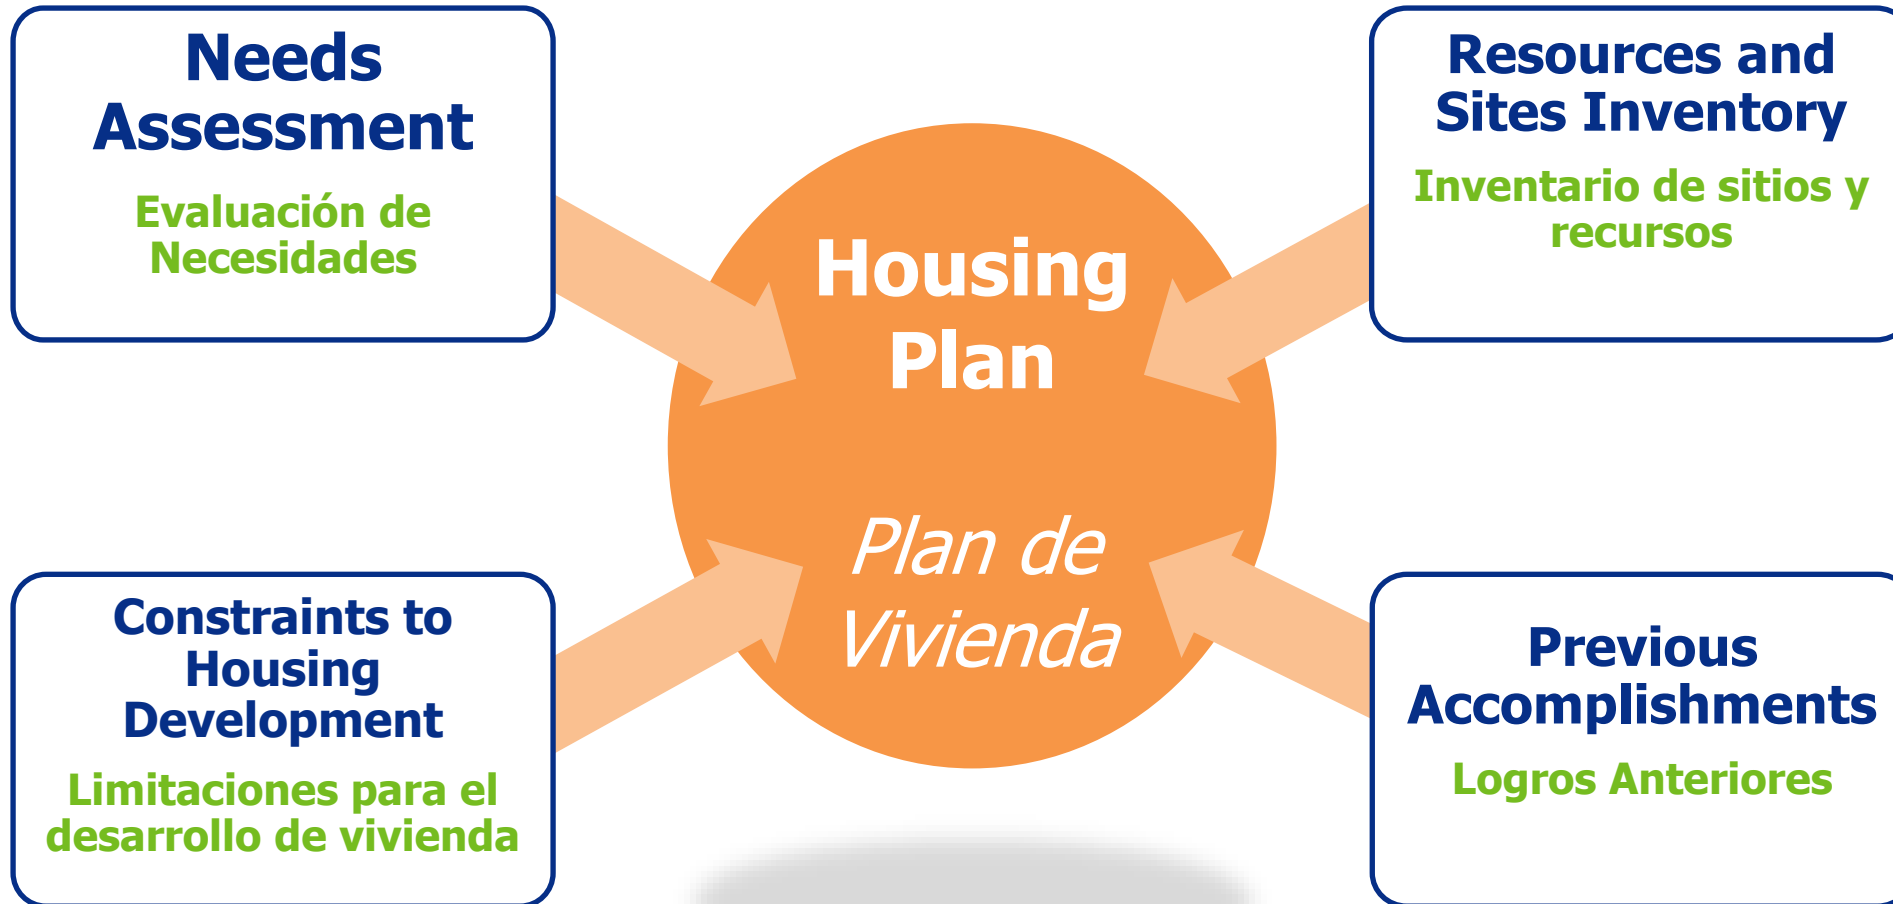 Needs
Assessment
Evaluación de
Necesidades
Resources and
Sites Inventory
Inventario de sitios y
recursos
Housing
Plan
Plan de
Vivienda
Constraints to
Housing
Development
Limitaciones para el
desarrollo de vivienda
Previous
Accomplishments
Logros Anteriores